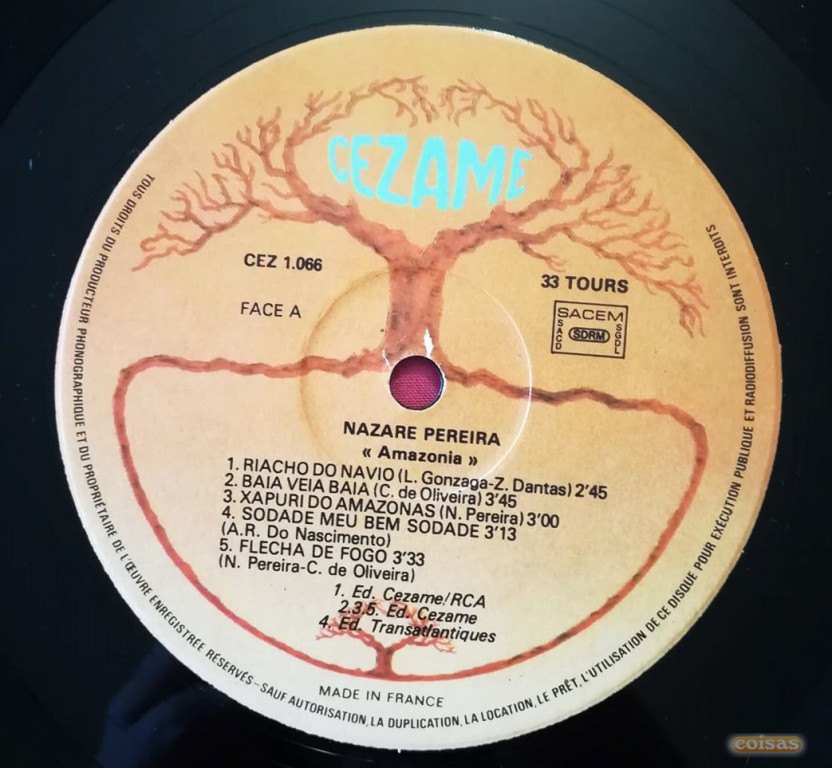 CEZAME
CEZ 1.066
33 TOURS
FACE A
SACEM
SACD
SDRM
SGDL
NAZARE PEREIRA
« Amazonia »
1. RIACHO DO NAVIO (L. Gonzaga-Z. Dantas) 2'45
2. BAIA VEIA BAIA (C. de Oliveira) 3'45
3. XAPURI DO AMAZONAS (N. Pereira) 3'00
4. SODADE MEU BEM SODADE 3'13
(A.R. Do Nascimento)
5. FLECHA DE FOGO 3'33
(N. Pereira-C. de Oliveira)
1. Ed. Cezame/RCA
2.3.5. Ed. Cezame
4. Ed. Transatlantiques
MADE IN FRANCE
TOUS DROITS DU PRODUCTEUR PHONOGRAPHIQUE ET DU PROPRIÉTAIRE DE L'ŒUVRE ENREGISTRÉE RÉSERVÉS - SAUF AUTORISATION, LA DUPLICATION, LA LOCATION, LE PRÊT, L'UTILISATION DE CE DISQUE POUR EXÉCUTION PUBLIQUE ET RADIODIFFUSION SONT INTERDITS
coisas